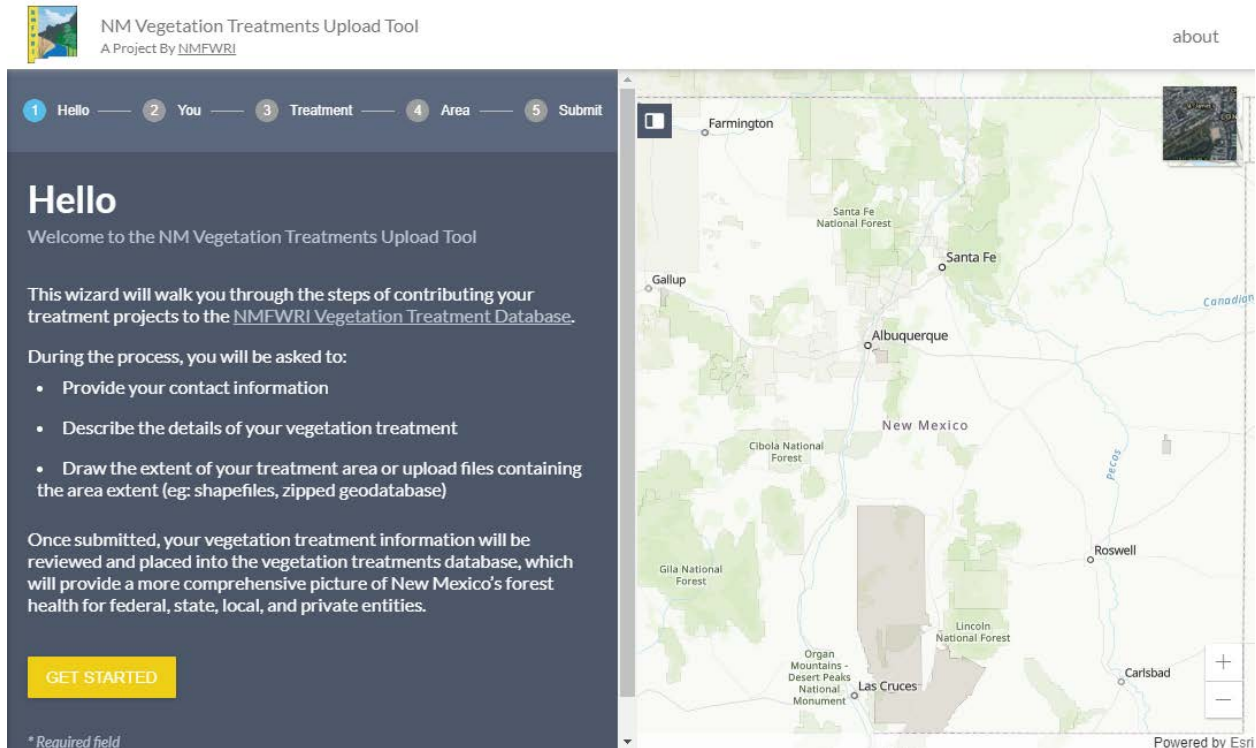 NM Vegetation Treatments Upload Tool
A Project By NMFWRI
about
1 Hello 2 You 3 Treatment 4 Area 5 Submit
Hello
Welcome to the NM Vegetation Treatments Upload Tool
This wizard will walk you through the steps of contributing your
treatment projects to the NMFWRI Vegetation Treatment Database.
During the process, you will be asked to:
• Provide your contact information
• Describe the details of your vegetation treatment
• Draw the extent of your treatment area or upload files containing
the area extent (eg: shapefiles, zipped geodatabase)
Once submitted, your vegetation treatment information will be
reviewed and placed into the vegetation treatments database, which
will provide a more comprehensive picture of New Mexico's forest
health for federal, state, local, and private entities.
GET STARTED
* Required field
Farmington
Santa Fe
National Forest
Santa Fe
Gallup
Canadian
Albuquerque
New Mexico
Cibola National
Forest
Pecos
Roswell
Gila National
Forest
Lincoln
National Forest
Organ
Mountains -
Desert Peaks
National
Monument
Las Cruces
Carlsbad
+
−
Powered by Esri